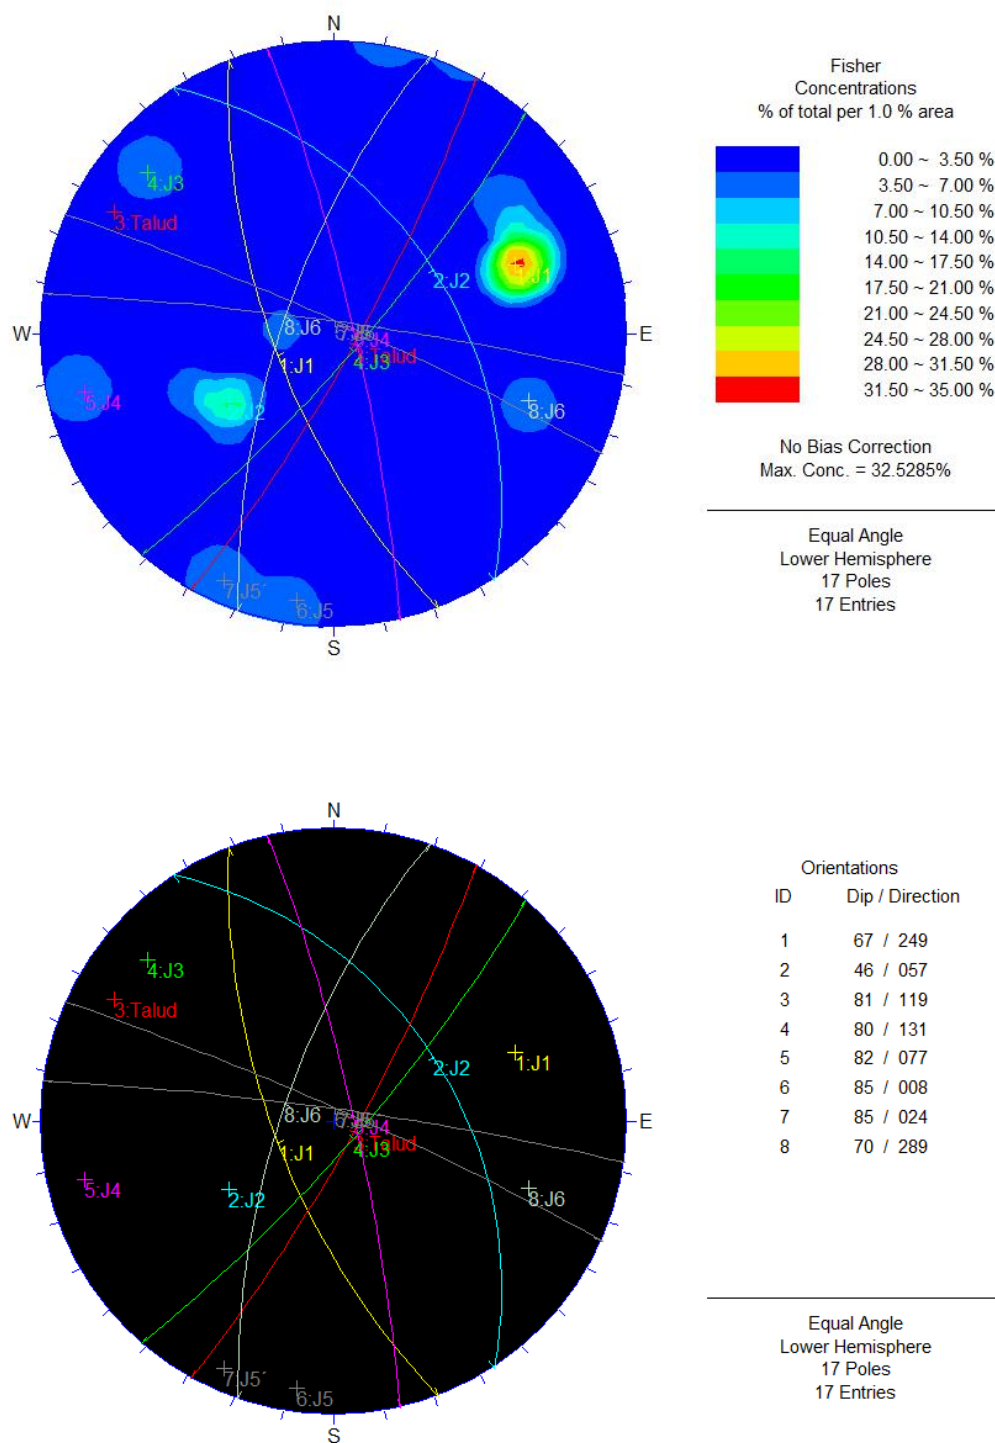 N
Fisher
Concentrations
% of total per 1.0 % area
0.00 ~ 3.50 %
3.50 ~ 7.00 %
7.00 ~ 10.50 %
10.50 ~ 14.00 %
14.00 ~ 17.50 %
17.50 ~ 21.00 %
21.00 ~ 24.50 %
24.50 ~ 28.00 %
28.00 ~ 31.50 %
31.50 ~ 35.00 %
No Bias Correction
Max. Conc. = 32.5285%
Equal Angle
Lower Hemisphere
17 Poles
17 Entries
4:J3
3:Talud
2:J2
1:J1
W
E
8:J6
Talud
1:J1
4:J3
5:J4
J2
8:J6
7:J5´
6:J5
S
N
Orientations
ID Dip / Direction
1 67 / 249
2 46 / 057
3 81 / 119
4 80 / 131
5 82 / 077
6 85 / 008
7 85 / 024
8 70 / 289
Equal Angle
Lower Hemisphere
17 Poles
17 Entries
4:J3
3:Talud
2:J2
1:J1
W
E
8:J6
Talud
1:J1
4:J3
5:J4
2:J2
8:J6
7:J5´
6:J5
S